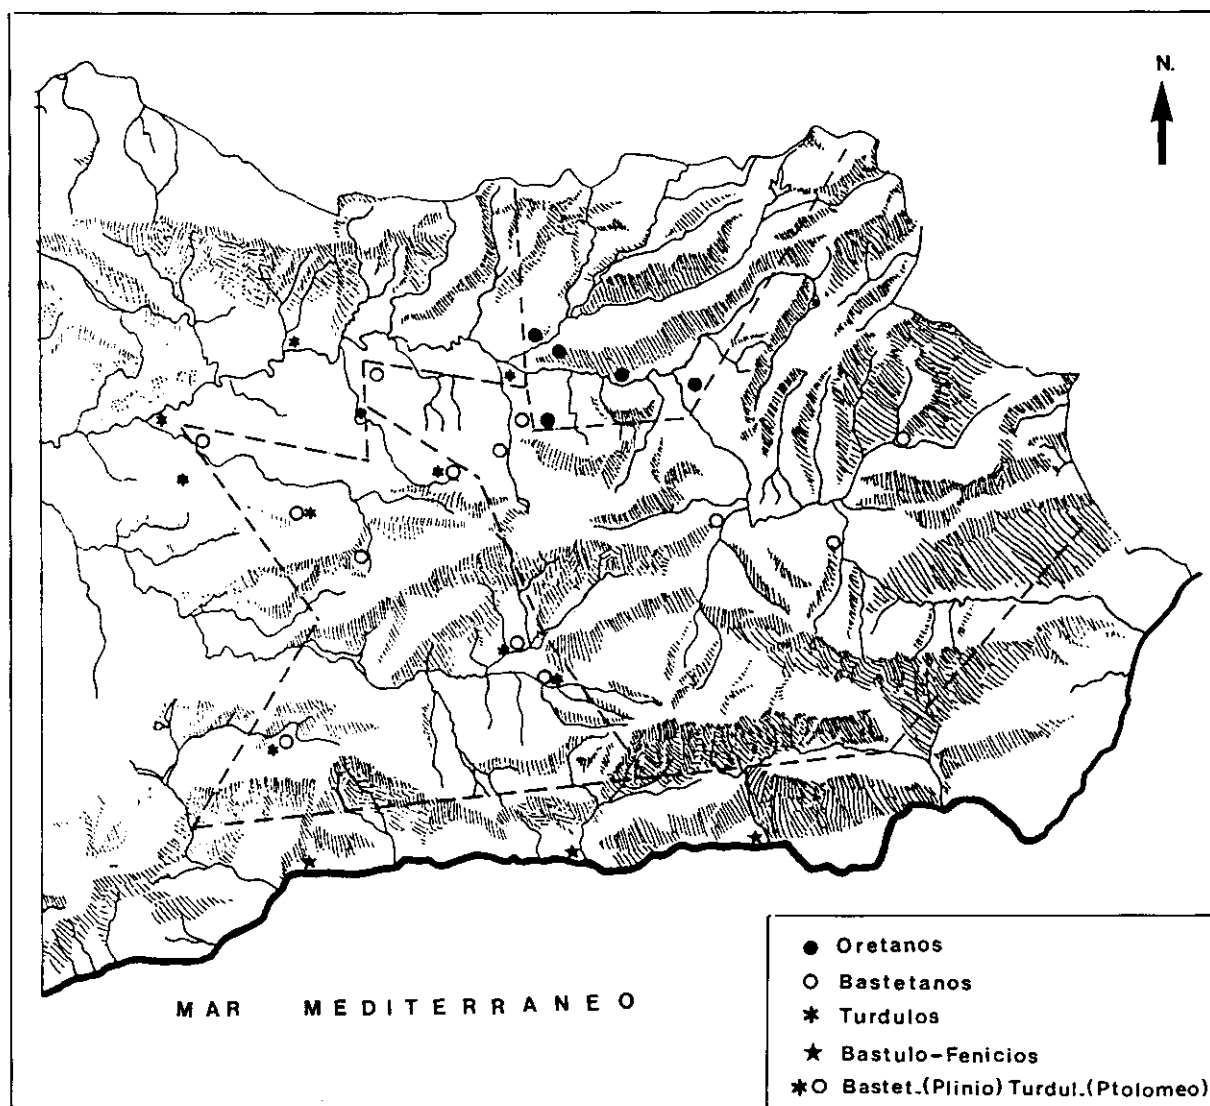 N.
MAR MEDITERRANEO
Oretanos
Bastetanos
Turdulos
Bastulo-Fenicios
Bastet.(Plinio) Turdul.(Ptolomeo)